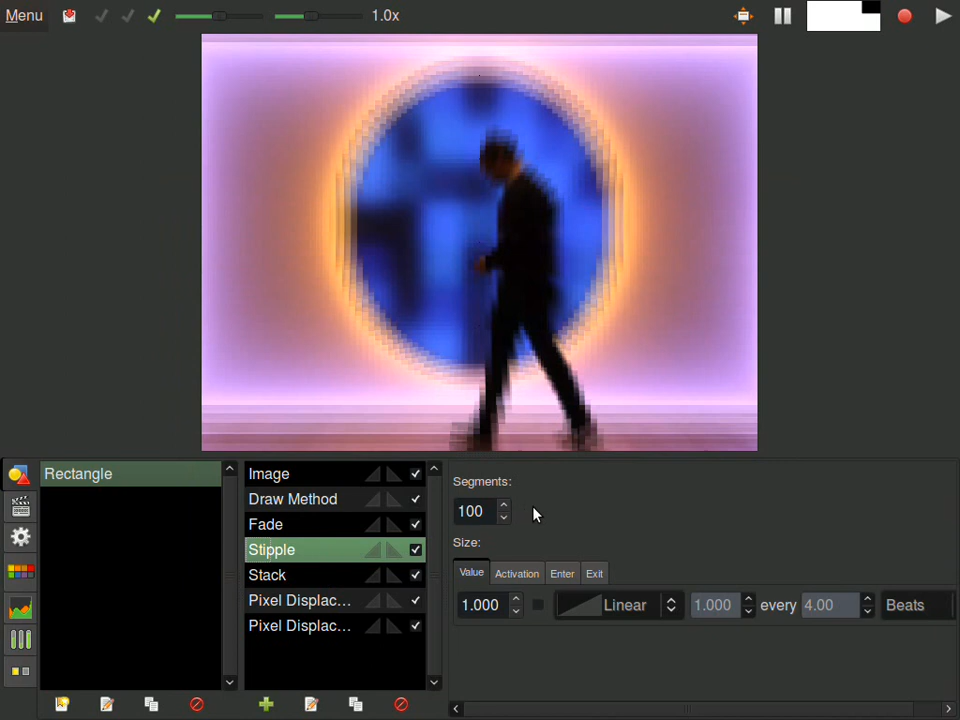 Menu 1.0x
Rectangle
Image
Draw Method
Fade
Stipple
Stack
Pixel Displac...
Pixel Displac...
Segments:
100
Size:
Value Activation Enter Exit
1.000 Linear 1.000 every 4.00 Beats